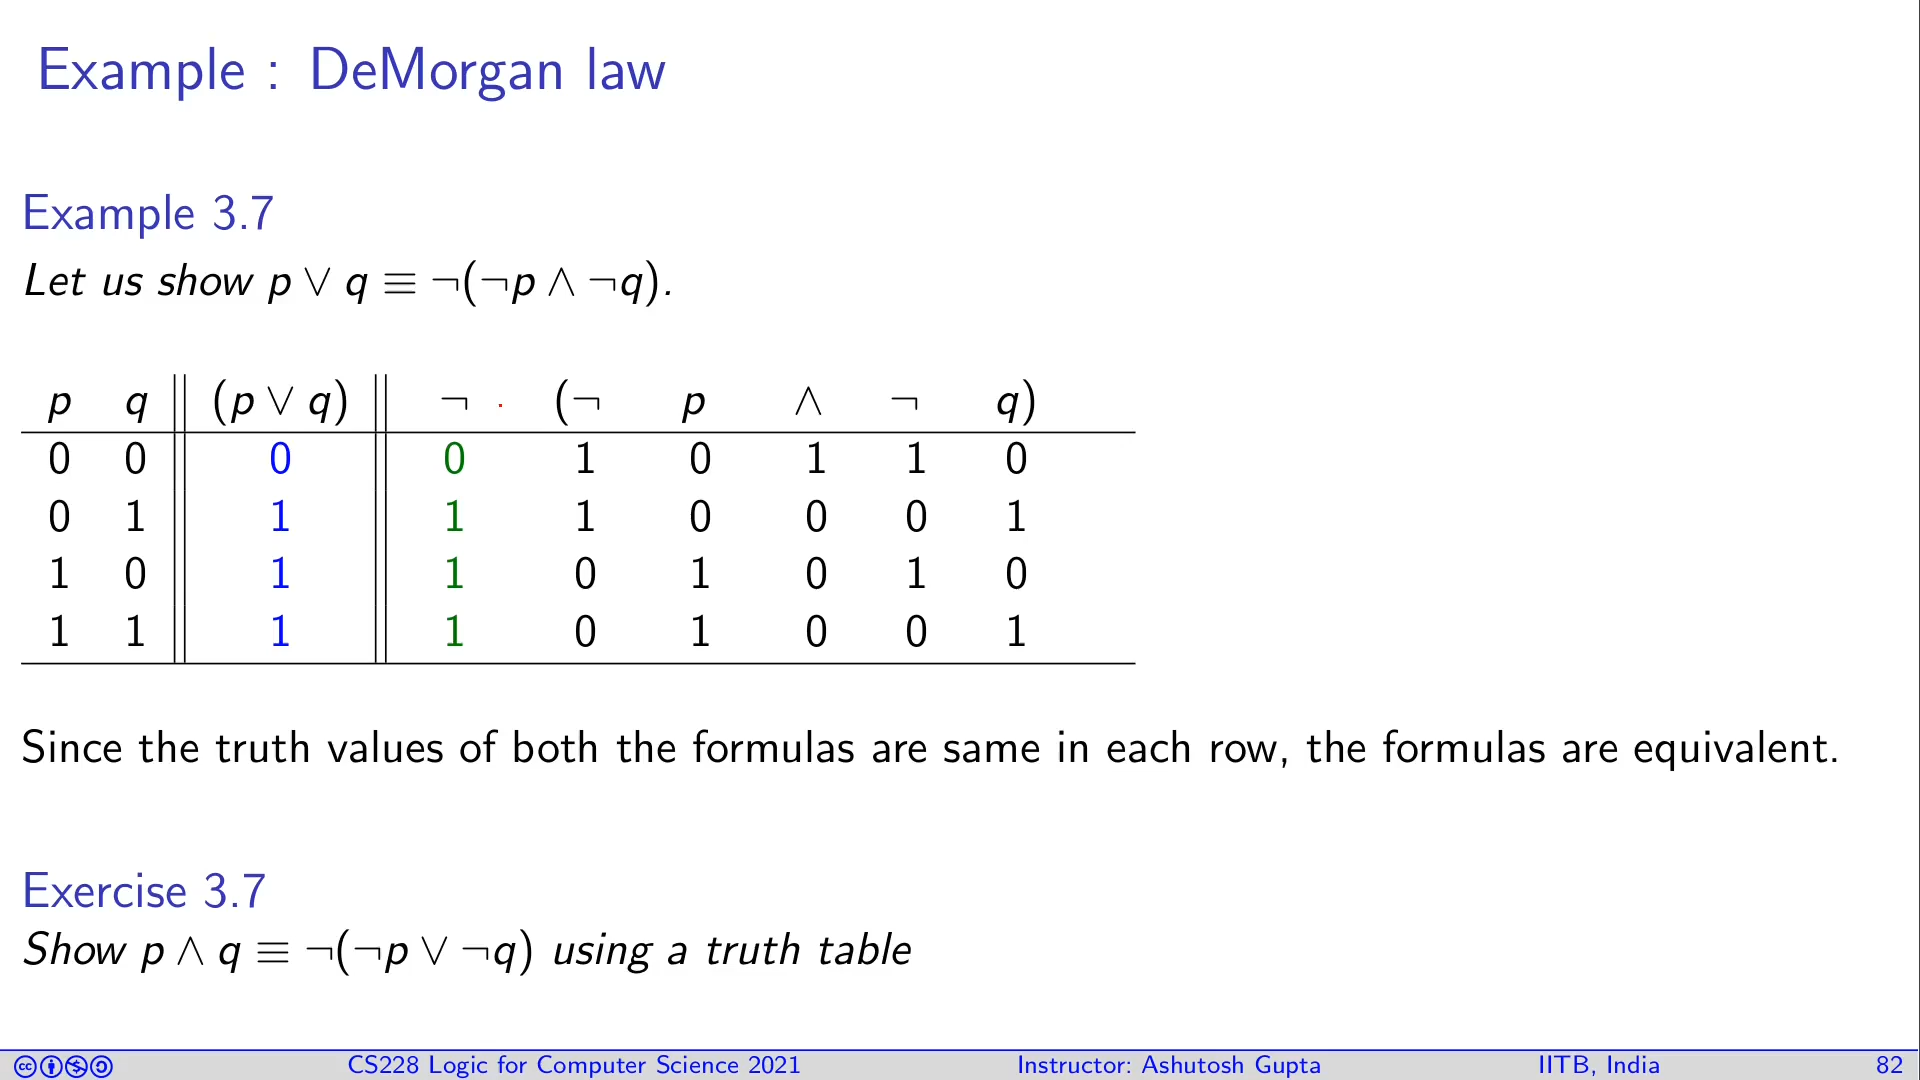 Example : DeMorgan law
Example 3.7
Let us show p ∨ q ≡ ¬(¬p ∧ ¬q).
p q (p ∨ q) ¬ (¬ p ∧ ¬ q)
0 0 0 0 1 0 1 1 0
0 1 1 1 1 0 0 0 1
1 0 1 1 0 1 0 1 0
1 1 1 1 0 1 0 0 1
Since the truth values of both the formulas are same in each row, the formulas are equivalent.
Exercise 3.7
Show p ∧ q ≡ ¬(¬p ∨ ¬q) using a truth table
CS228 Logic for Computer Science 2021 Instructor: Ashutosh Gupta IITB, India 82